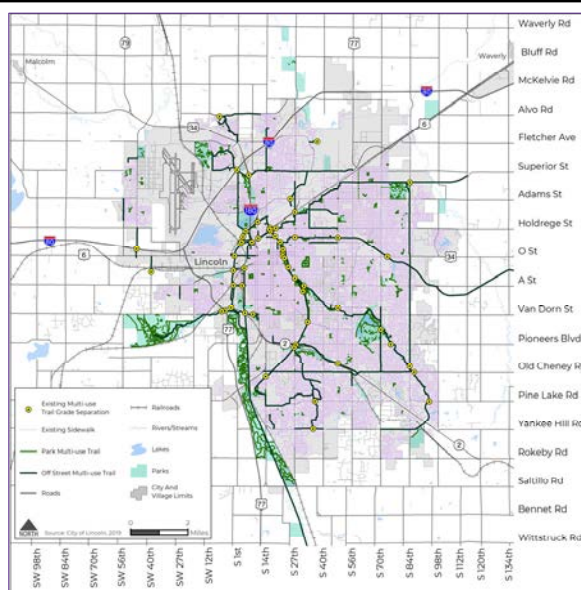 Waverly Rd
Bluff Rd
McKelvie Rd
Alvo Rd
Fletcher Ave
Superior St
Adams St
Holdrege St
O St
A St
Van Dorn St
Pioneers Blvd
Old Cheney R
Pine Lake Rd
Yankee Hill Rd
Rokeby Rd
Saltillo Rd
Bennet Rd
Wittstruck Rd
Malcolm
Waverly
79
77
34
6
80
180
6
34
Lincoln
77
2
2
77
Existing Multi-use
Trail Grade Separation
Existing Sidewalk
Park Multi-use Trail
Off Street Multi-use Trail
Roads
Railroads
Rivers/Streams
Lakes
Parks
City And
Village Limits
NORTH
Source: City of Lincoln, 2019
0 2
Miles
SW 98th
SW 84th
SW 70th
SW 56th
SW 40th
SW 27th
SW 12th
S 1st
S 14th
S 27th
S 40th
S 56th
S 70th
S 84th
S 98th
S 112th
S 120th
S 134th